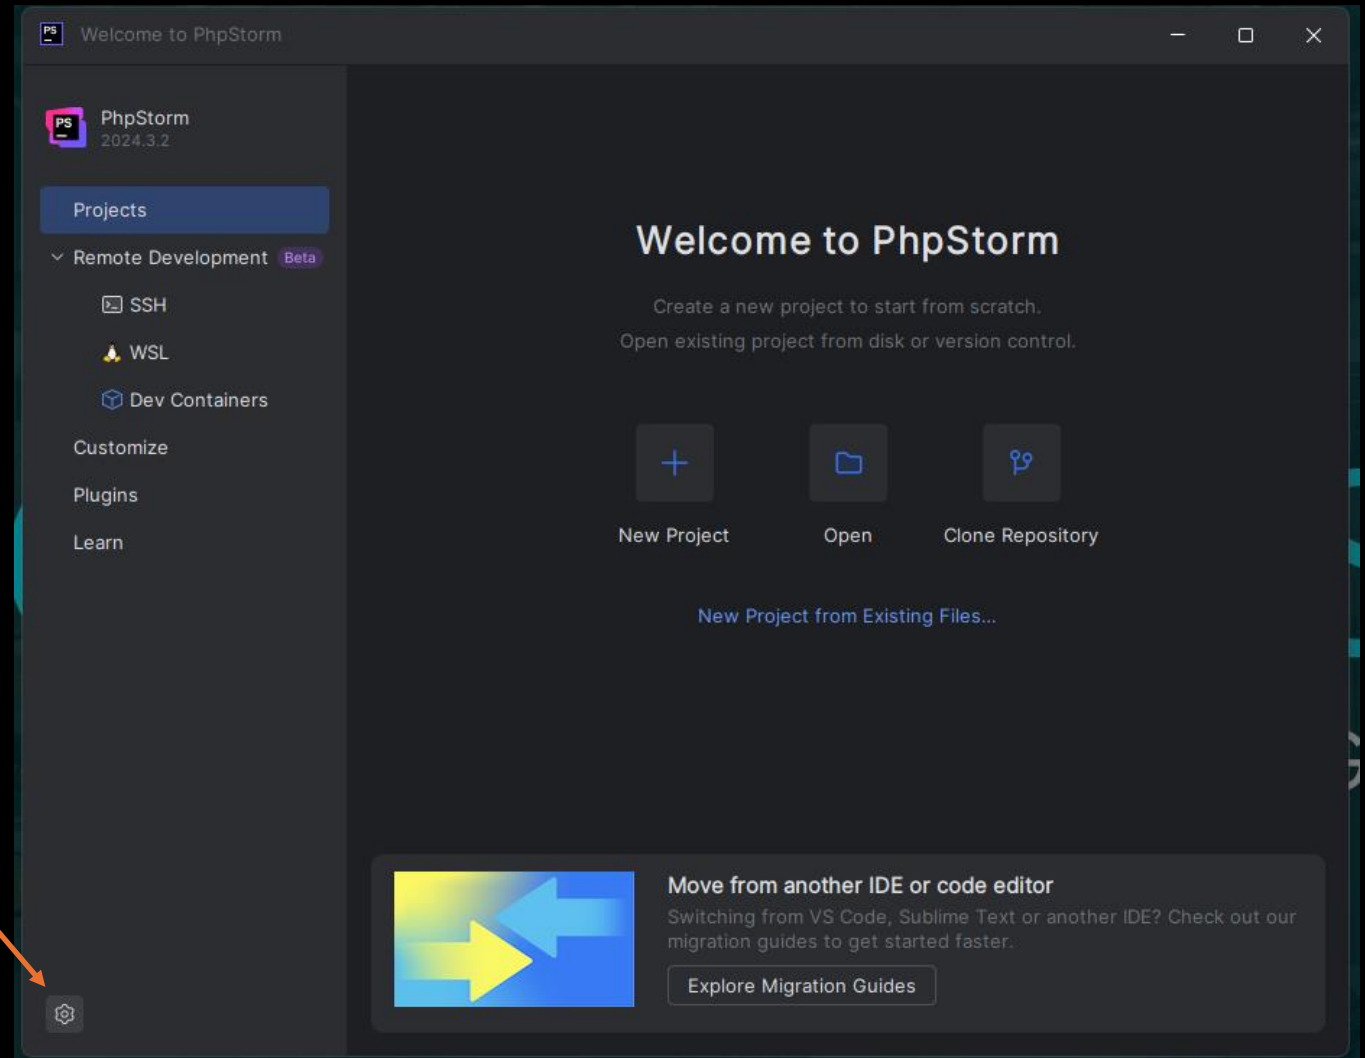 PS Welcome to PhpStorm
PS PhpStorm
2024.3.2
Projects
Remote Development Beta
SSH
WSL
Dev Containers
Customize
Plugins
Learn
Welcome to PhpStorm
Create a new project to start from scratch.
Open existing project from disk or version control.
New Project Open Clone Repository
New Project from Existing Files...
Move from another IDE or code editor
Switching from VS Code, Sublime Text or another IDE? Check out our
migration guides to get started faster.
Explore Migration Guides